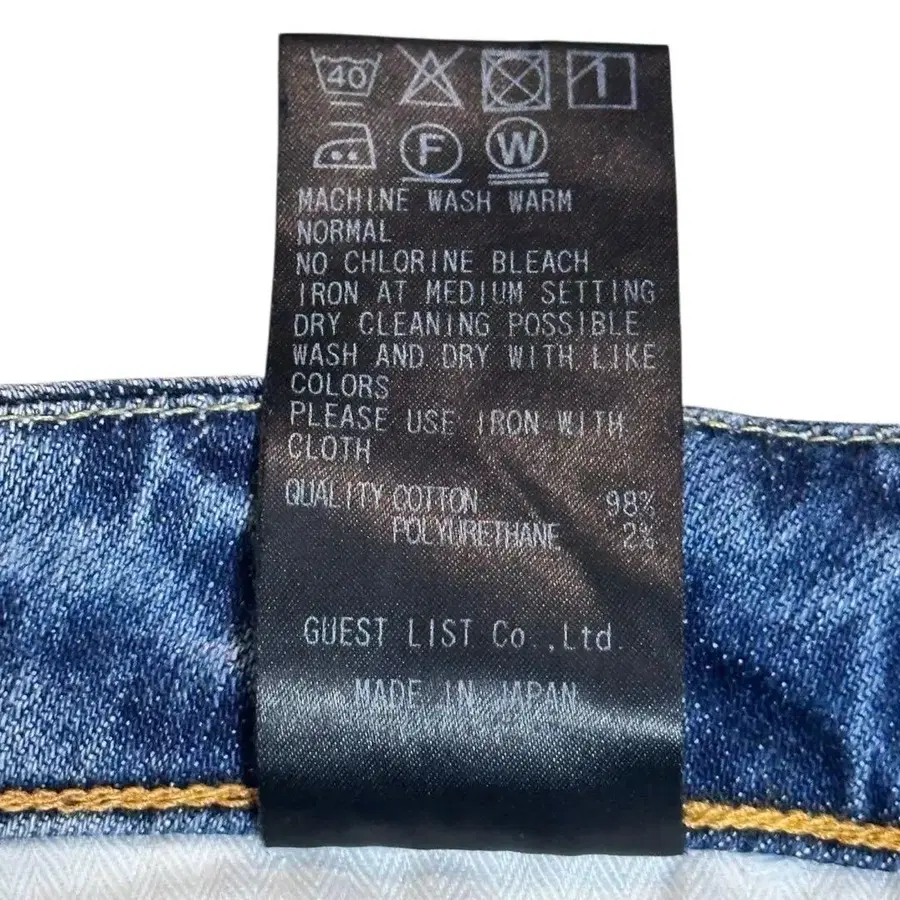 40
F W
MACHINE WASH WARM
NORMAL
NO CHLORINE BLEACH
IRON AT MEDIUM SETTING
DRY CLEANING POSSIBLE
WASH AND DRY WITH LIKE
COLORS
PLEASE USE IRON WITH
CLOTH
QUALITY COTTON 98%
POLYURETHANE 2%
GUEST LIST Co.,Ltd.
MADE IN JAPAN